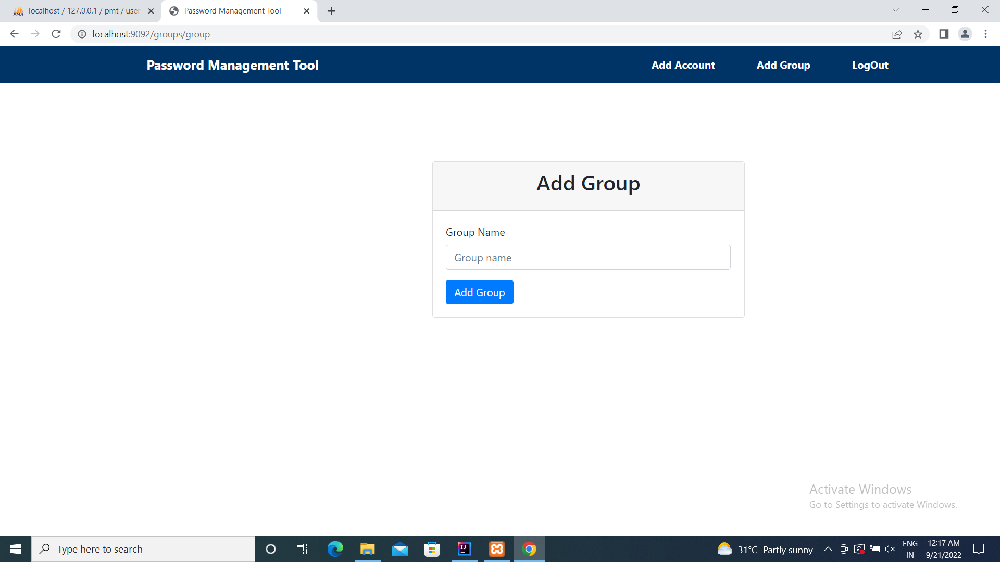 localhost / 127.0.0.1 / pmt / user
Password Management Tool
localhost:9092/groups/group
Password Management Tool
Add Account
Add Group
LogOut
Add Group
Group Name
Group name
Add Group
Activate Windows
Go to Settings to activate Windows.
Type here to search
31°C Partly sunny
ENG
IN
12:17 AM
9/21/2022